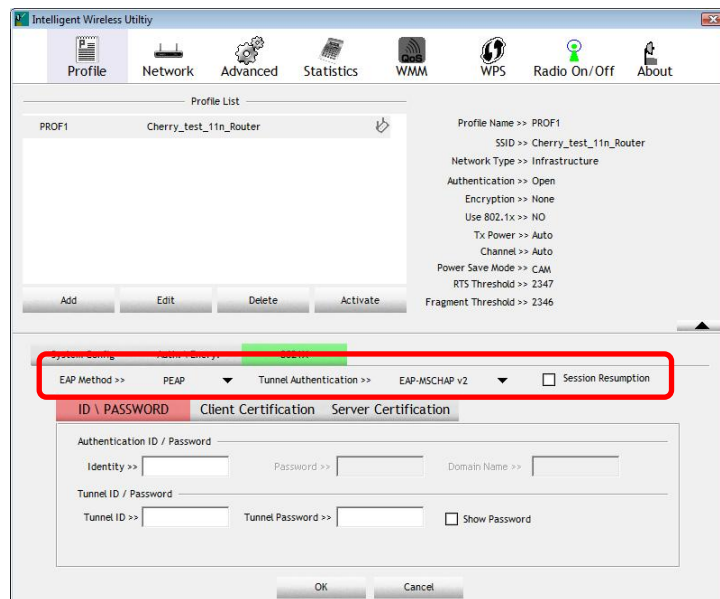 Intelligent Wireless Utiltiy
Profile Network Advanced Statistics QoS WMM WPS Radio On/Off About
Profile List
PROF1 Cherry_test_11n_Router
Profile Name >> PROF1
SSID >> Cherry_test_11n_Router
Network Type >> Infrastructure
Authentication >> Open
Encryption >> None
Use 802.1x >> NO
Tx Power >> Auto
Channel >> Auto
Power Save Mode >> CAM
RTS Threshold >> 2347
Fragment Threshold >> 2346
Add Edit Delete Activate
System Config
EAP Method >> PEAP Tunnel Authentication >> EAP-MSCHAP v2 Session Resumption
ID \ PASSWORD Client Certification Server Certification
Authentication ID / Password
Identity >> Password >> Domain Name >>
Tunnel ID / Password
Tunnel ID >> Tunnel Password >> Show Password
OK Cancel